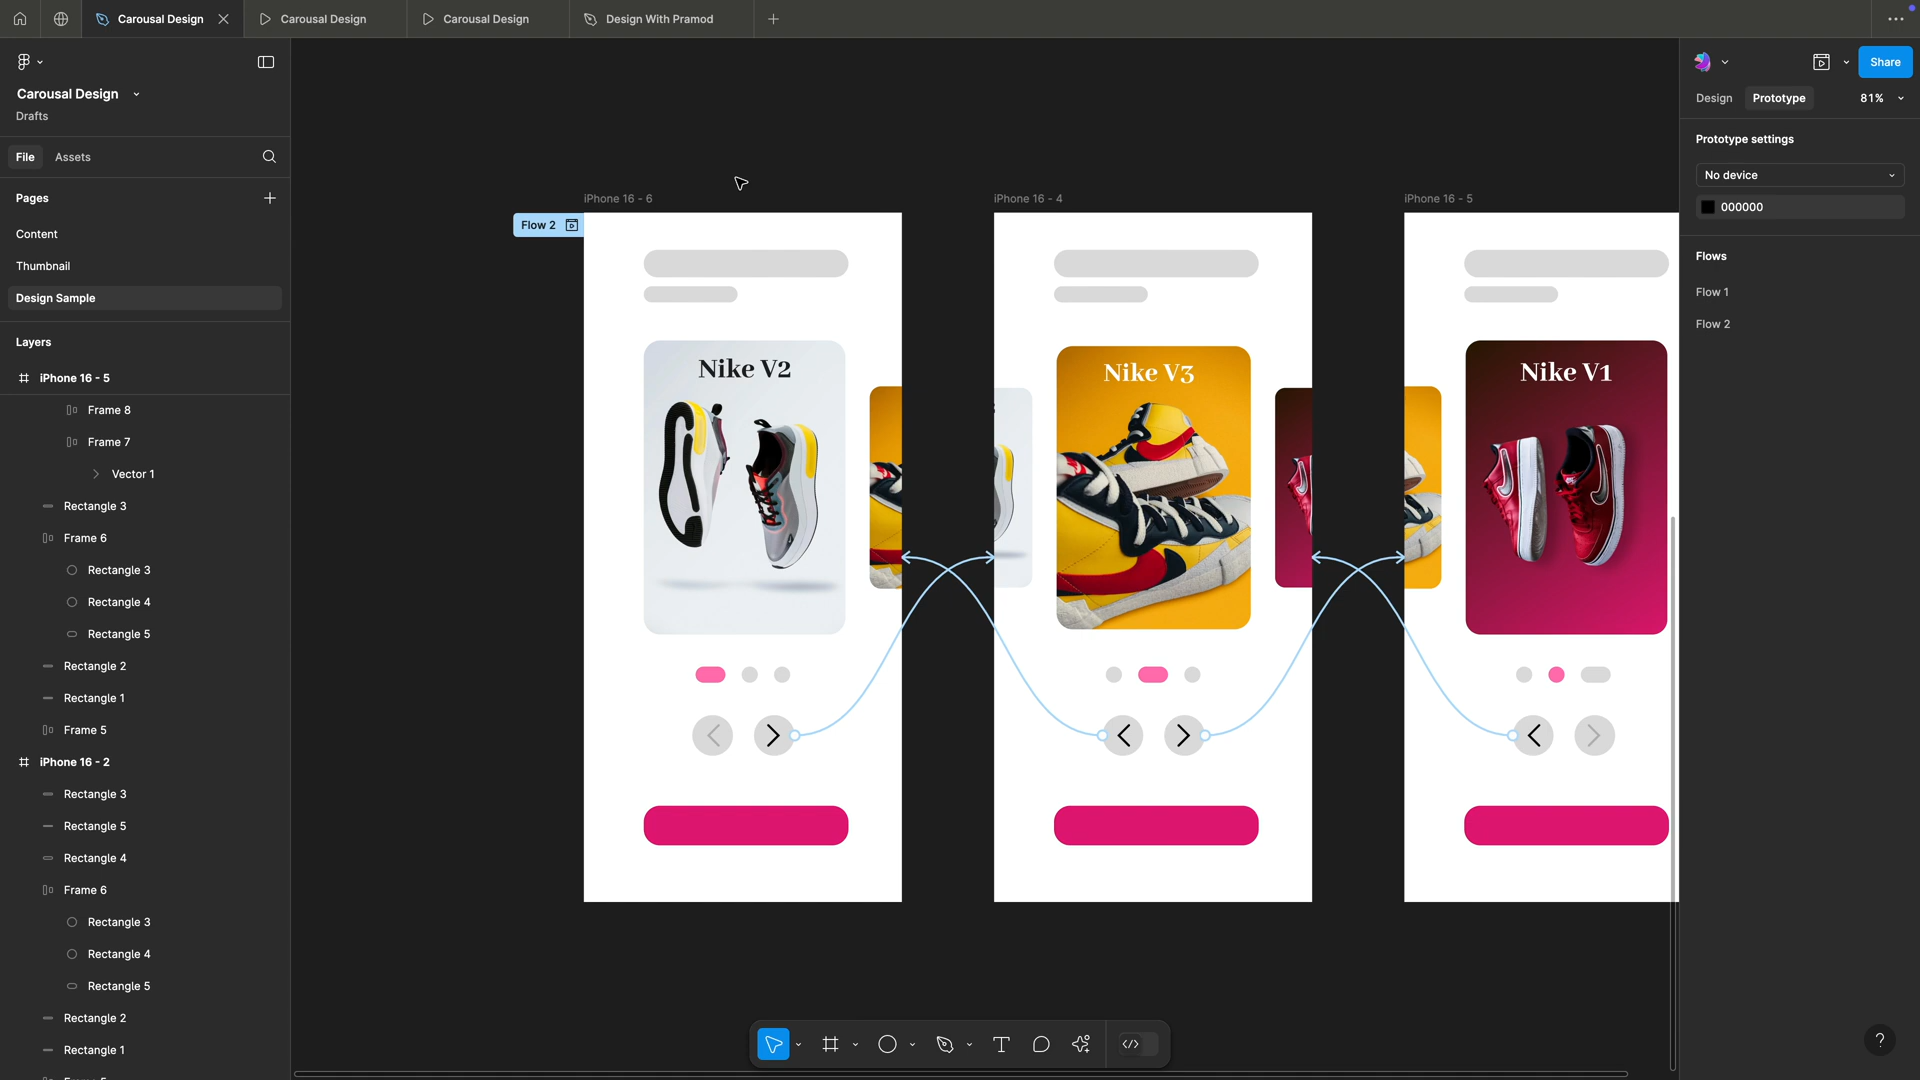 Carousal Design
Carousal Design
Carousal Design
Design With Pramod
Carousal Design
Drafts
File
Assets
Pages
Content
Thumbnail
Design Sample
Layers
iPhone 16 - 5
Frame 8
Frame 7
Vector 1
Rectangle 3
Frame 6
Rectangle 3
Rectangle 4
Rectangle 5
Rectangle 2
Rectangle 1
Frame 5
iPhone 16 - 2
Rectangle 3
Rectangle 5
Rectangle 4
Frame 6
Rectangle 3
Rectangle 4
Rectangle 5
Rectangle 2
Rectangle 1
iPhone 16 - 6
Flow 2
Nike V2
iPhone 16 - 4
Nike V3
iPhone 16 - 5
Nike V1
Share
Design
Prototype
81%
Prototype settings
No device
000000
Flows
Flow 1
Flow 2
?